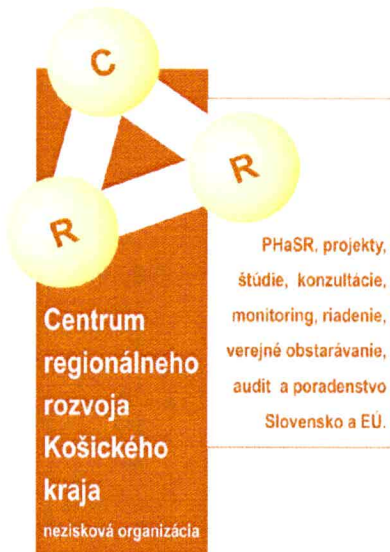 C
R
R
PHaSR, projekty,
štúdie, konzultácie,
monitoring, riadenie,
verejné obstarávanie,
audit a poradenstvo
Slovensko a EÚ.
Centrum
regionálneho
rozvoja
Košického
kraja
nezisková organizácia